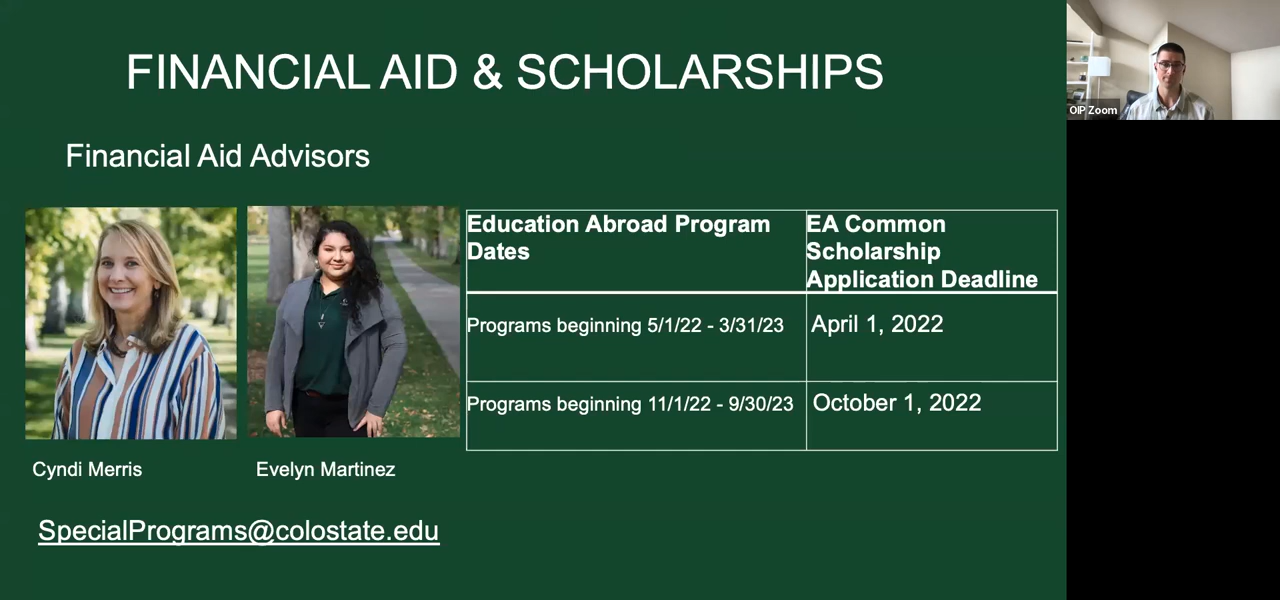 FINANCIAL AID & SCHOLARSHIPS
OIP Zoom
Financial Aid Advisors
Education Abroad Program
Dates
EA Common
Scholarship
Application Deadline
Programs beginning 5/1/22 - 3/31/23
April 1, 2022
Programs beginning 11/1/22 - 9/30/23
October 1, 2022
Cyndi Merris
Evelyn Martinez
SpecialPrograms@colostate.edu